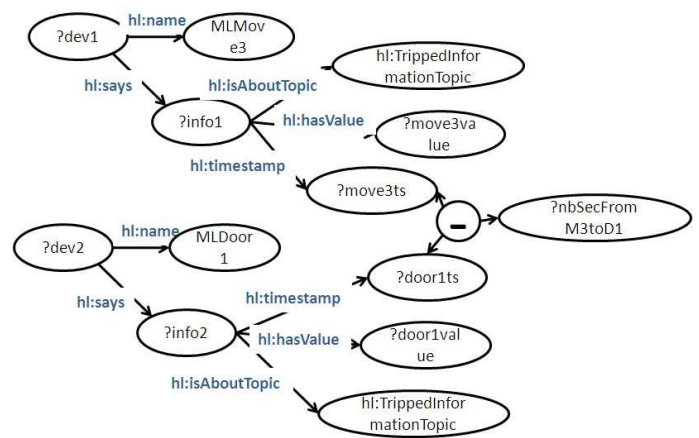 ?dev1
hl:name
MLMov
e3
hl:TrippedInfor
mationTopic
hl:says
hl:isAboutTopic
?info1
hl:hasValue
?move3va
lue
hl:timestamp
?move3ts
–
?nbSecFrom
M3toD1
?dev2
hl:name
MLDoor
1
?door1ts
hl:says
hl:timestamp
?info2
hl:hasValue
?door1val
ue
hl:isAboutTopic
hl:TrippedInfor
mationTopic